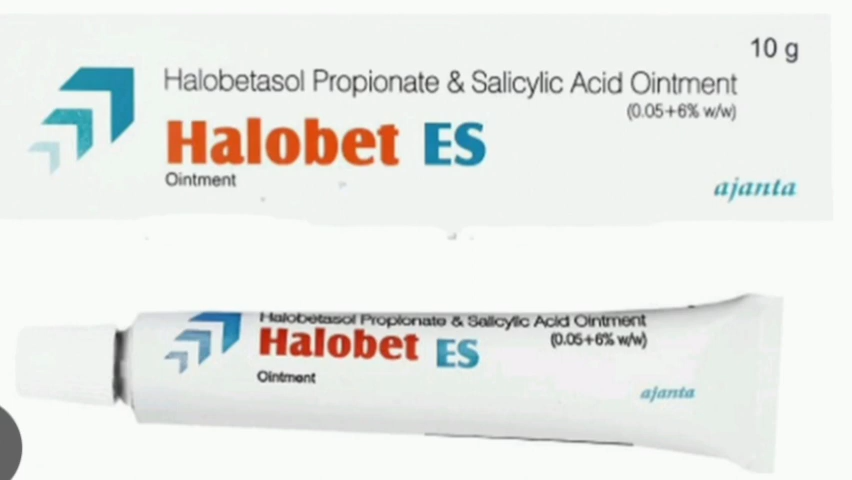 10 g
Halobetasol Propionate & Salicylic Acid Ointment
(0.05+6% w/w)
Halobet ES
Ointment
ajanta
Halobetasol Propionate & Salicylic Acid Ointment
Halobet ES
(0.05+6% w/w)
Ointment
ajanta